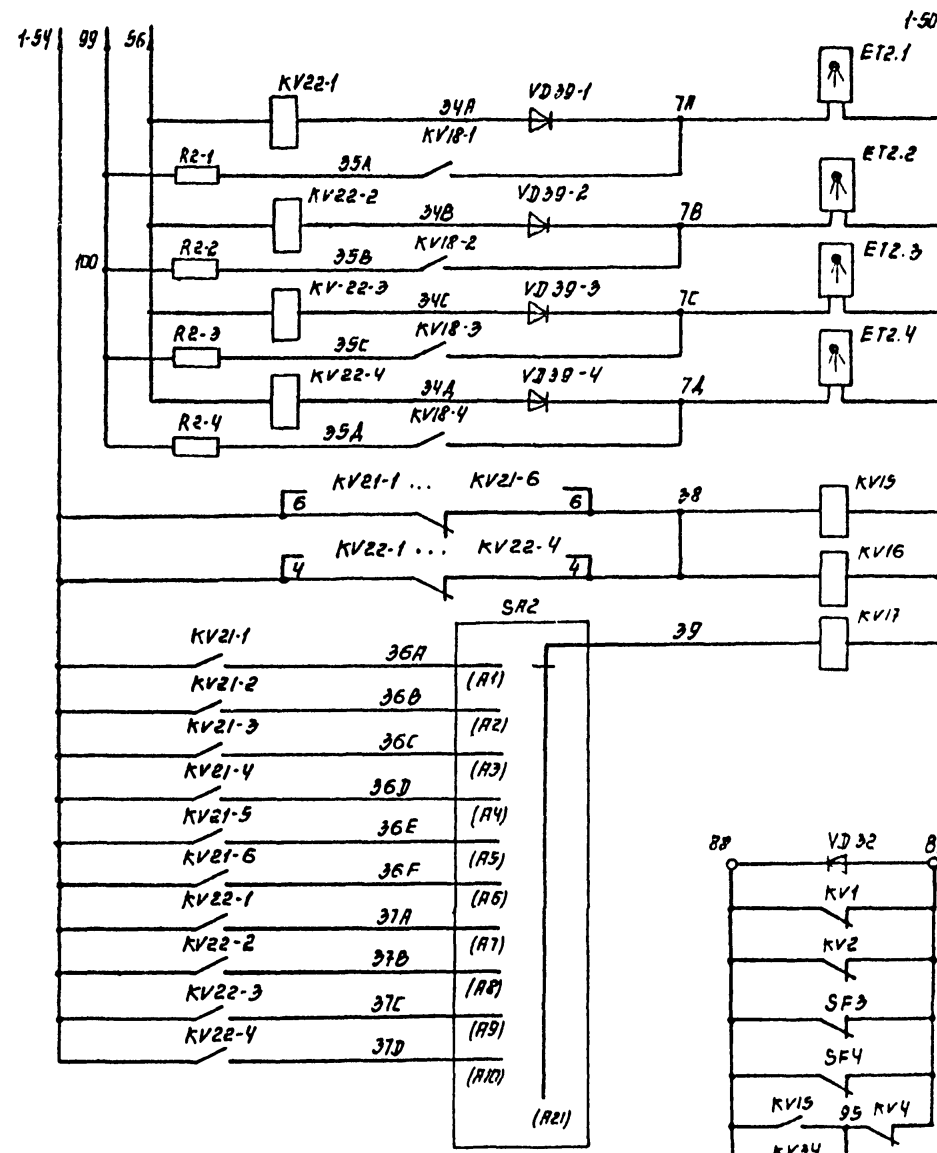 1-50
1-54 99 56
ET2.1
KV22-1 VD39-1
34A 7A
KV18-1
R2-1 35A
ET2.2
KV22-2 VD39-2
34B 7B
KV18-2
R2-2 35B
100
ET2.3
KV-22-3 VD39-3
34C 7C
KV18-3
R2-3 35C
ET2.4
KV22-4 VD39-4
34Д 7Д
KV18-4
R2-4 35Д
KV21-1 ... KV21-6 KV15
6 6 38
KV22-1 ... KV22-4 KV16
4 4
SA2
KV17
39
KV21-1
36A
(A1)
KV21-2
36B
(A2)
KV21-3
36C
(A3)
KV21-4
36D
(A4)
KV21-5
36E
(A5)
KV21-6
36F
(A6)
KV22-1
37A
(A7)
KV22-2
37B
(A8)
KV22-3
37C
(A9)
KV22-4
37D
(A10)
(A21)
88 VD32 8
KV1
KV2
SF3
SF4
KV15 95 KV4
KV34